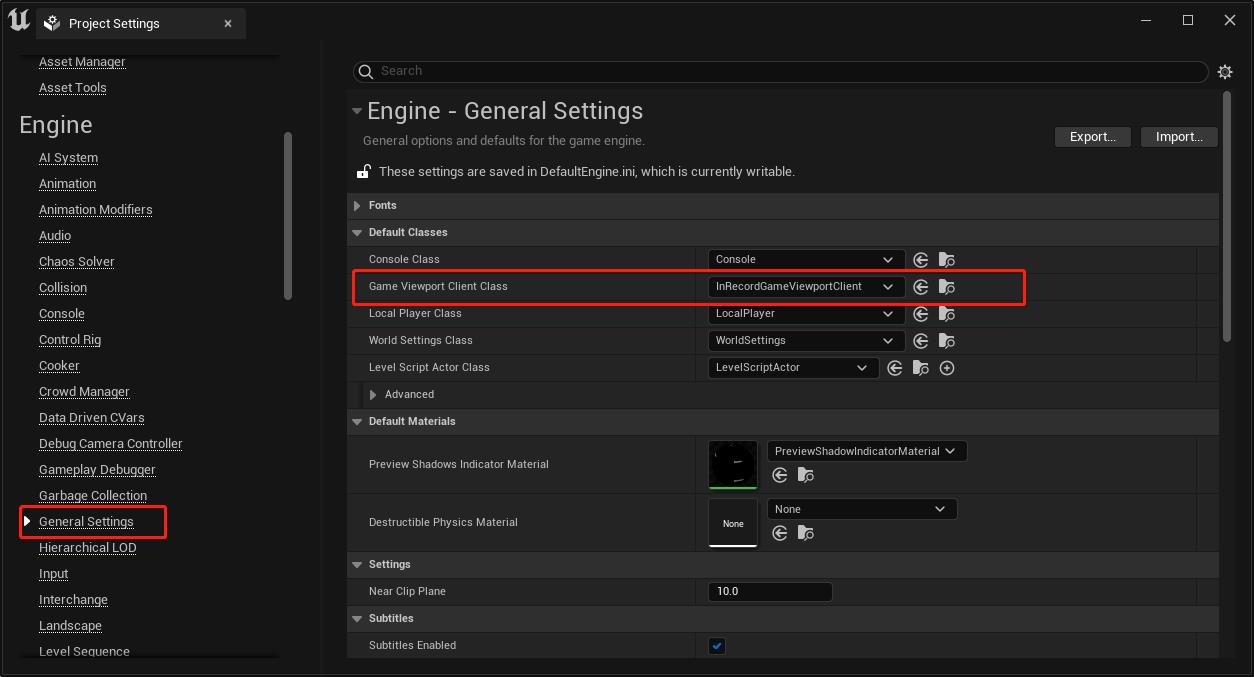 Project Settings
Asset Manager
Asset Tools
Engine
AI System
Animation
Animation Modifiers
Audio
Chaos Solver
Collision
Console
Control Rig
Cooker
Crowd Manager
Data Driven CVars
Debug Camera Controller
Gameplay Debugger
Garbage Collection
General Settings
Hierarchical LOD
Input
Interchange
Landscape
Level Sequence
Search
Engine - General Settings
General options and defaults for the game engine.
Export... Import...
These settings are saved in DefaultEngine.ini, which is currently writable.
Fonts
Default Classes
Console Class Console
Game Viewport Client Class InRecordGameViewportClient
Local Player Class LocalPlayer
World Settings Class WorldSettings
Level Script Actor Class LevelScriptActor
Advanced
Default Materials
Preview Shadows Indicator Material PreviewShadowIndicatorMaterial
Destructible Physics Material None None
Settings
Near Clip Plane 10.0
Subtitles
Subtitles Enabled